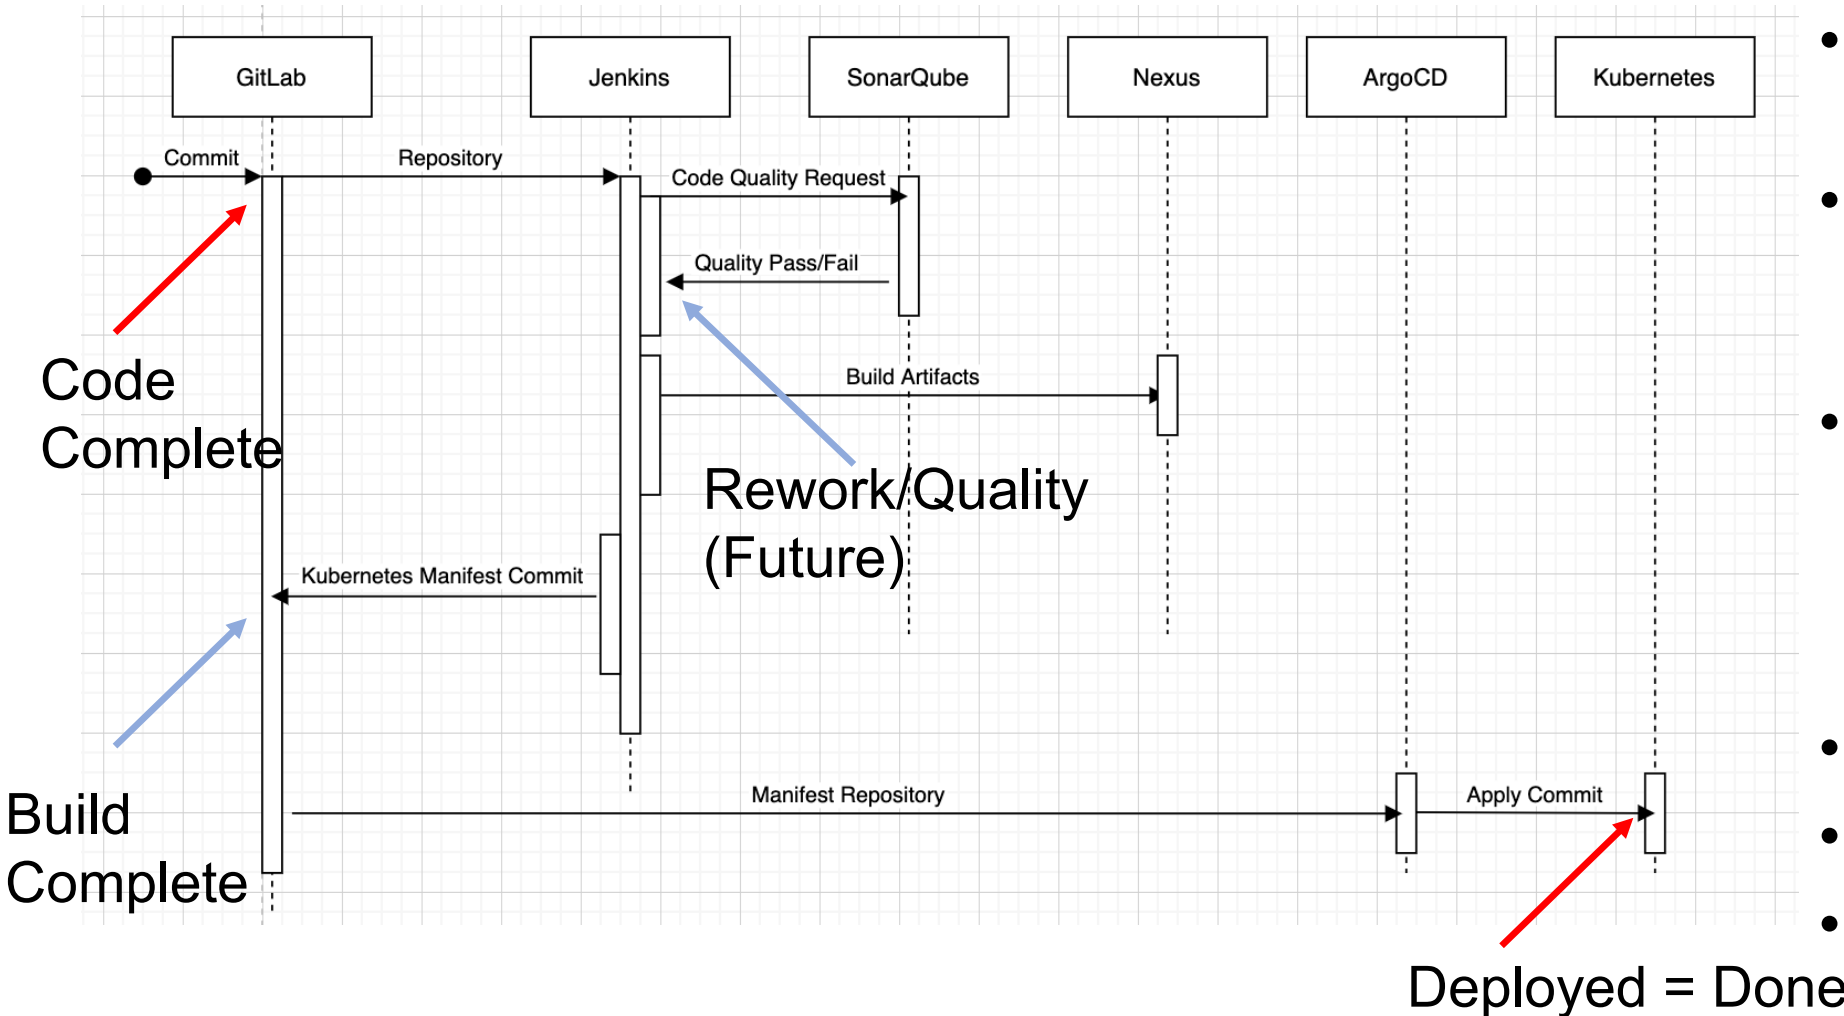 GitLab
Jenkins
SonarQube
Nexus
ArgoCD
Kubernetes
Commit
Repository
Code Quality Request
Quality Pass/Fail
Code
Complete
Build Artifacts
Rework/Quality
(Future)
Kubernetes Manifest Commit
Manifest Repository
Apply Commit
Build
Complete
Deployed = Done